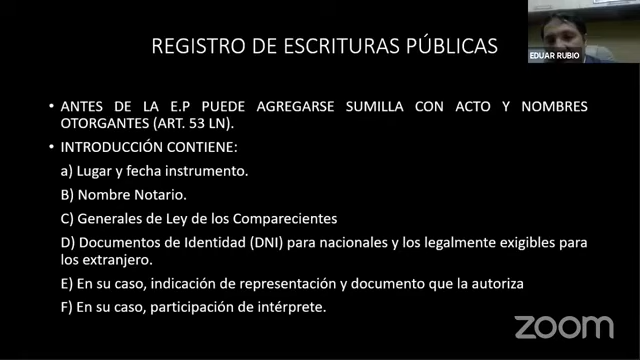 REGISTRO DE ESCRITURAS PÚBLICAS
EDUAR RUBIO
• ANTES DE LA E.P PUEDE AGREGARSE SUMILLA CON ACTO Y NOMBRES
OTORGANTES (ART. 53 LN).
• INTRODUCCIÓN CONTIENE:
a) Lugar y fecha instrumento.
B) Nombre Notario.
C) Generales de Ley de los Comparecientes
D) Documentos de Identidad (DNI) para nacionales y los legalmente exigibles para
los extranjero.
E) En su caso, indicación de representación y documento que la autoriza
F) En su caso, participación de intérprete.
zoom